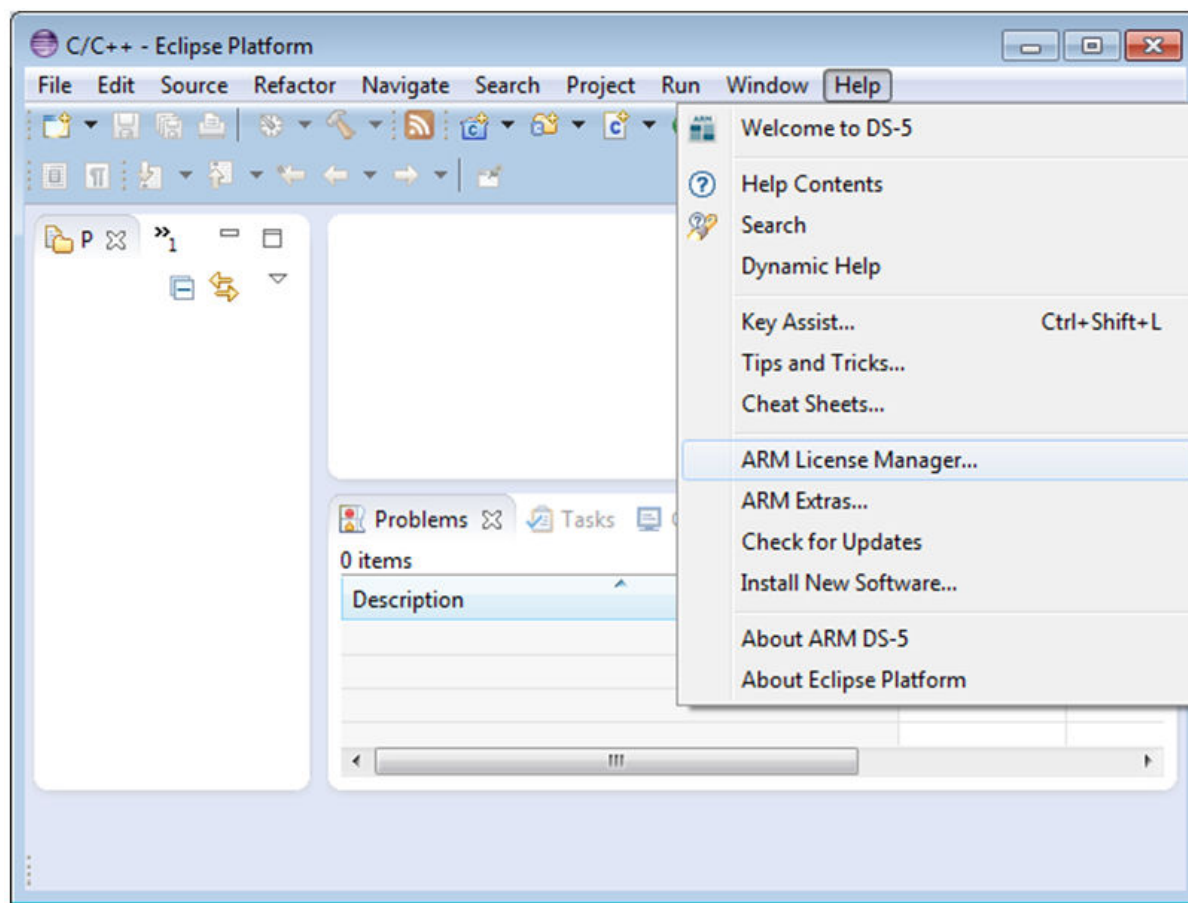 C/C++ - Eclipse Platform
File Edit Source Refactor Navigate Search Project Run Window Help
Welcome to DS-5
Help Contents
Search
Dynamic Help
Key Assist... Ctrl+Shift+L
Tips and Tricks...
Cheat Sheets...
ARM License Manager...
ARM Extras...
Check for Updates
Install New Software...
About ARM DS-5
About Eclipse Platform
P »1
Problems Tasks
0 items
Description